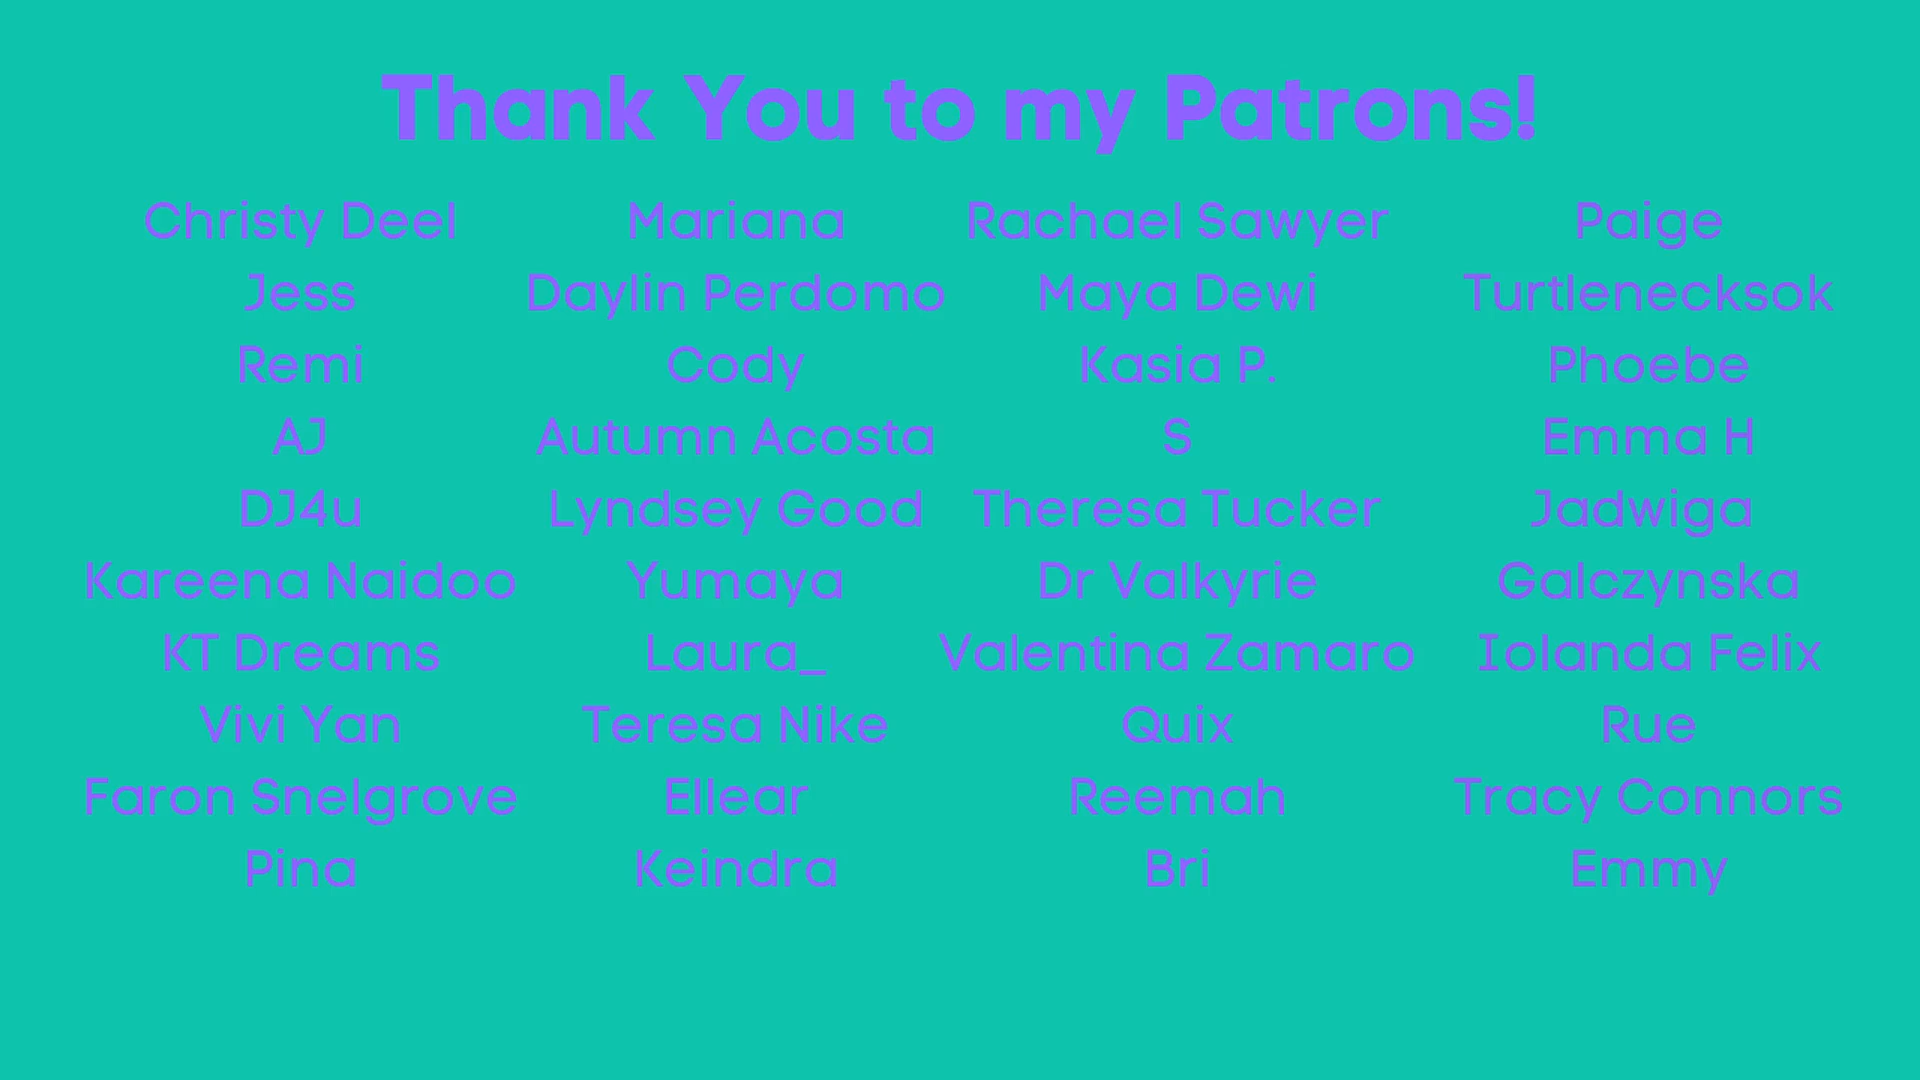 Thank You to my Patrons!
Christy Deel
Jess
Remi
AJ
DJ4u
Kareena Naidoo
KT Dreams
Vivi Yan
Faron Snelgrove
Pina
Mariana
Daylin Perdomo
Cody
Autumn Acosta
Lyndsey Good
Yumaya
Laura_
Teresa Nike
Ellear
Keindra
Rachael Sawyer
Maya Dewi
Kasia P.
S
Theresa Tucker
Dr Valkyrie
Valentina Zamaro
Quix
Reemah
Bri
Paige
Turtlenecksok
Phoebe
Emma H
Jadwiga
Galczynska
Iolanda Felix
Rue
Tracy Connors
Emmy